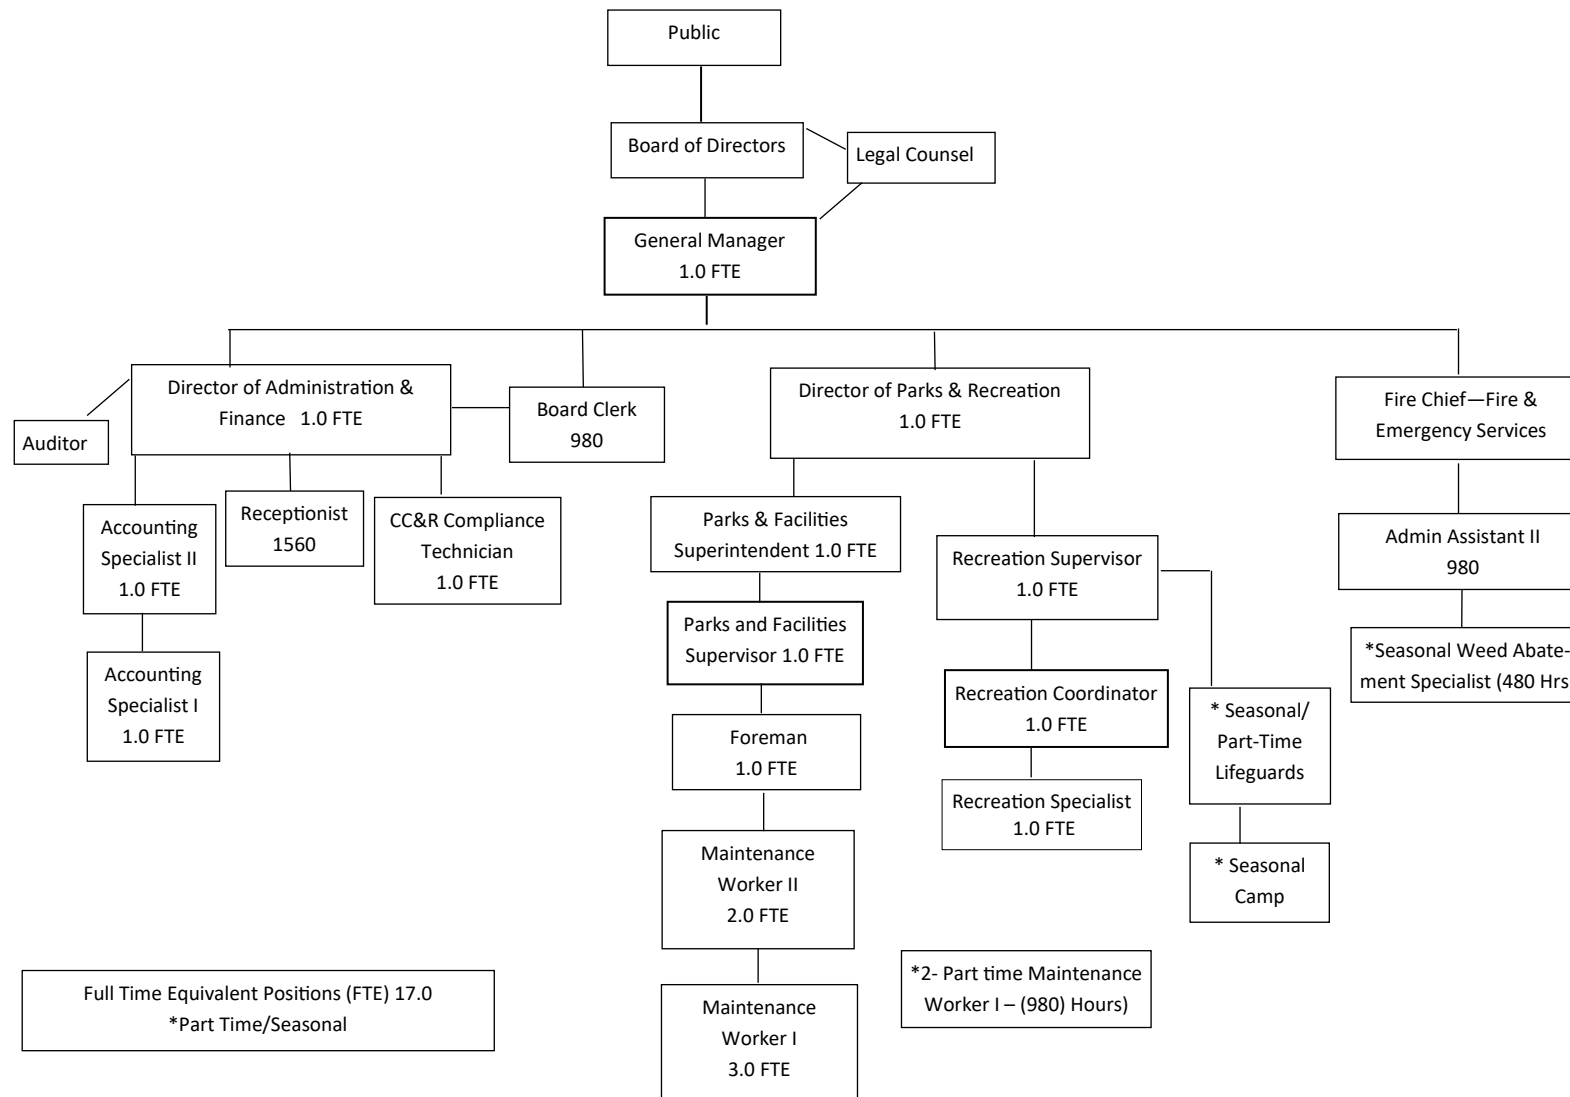 Public
Board of Directors
Legal Counsel
General Manager
1.0 FTE
Director of Administration &
Finance 1.0 FTE
Auditor
Board Clerk
980
Director of Parks & Recreation
1.0 FTE
Fire Chief—Fire &
Emergency Services
Accounting
Specialist II
1.0 FTE
Receptionist
1560
CC&R Compliance
Technician
1.0 FTE
Parks & Facilities
Superintendent 1.0 FTE
Recreation Supervisor
1.0 FTE
Admin Assistant II
980
Accounting
Specialist I
1.0 FTE
Parks and Facilities
Supervisor 1.0 FTE
Recreation Coordinator
1.0 FTE
* Seasonal/
Part-Time
Lifeguards
*Seasonal Weed Abate-
ment Specialist (480 Hrs
Foreman
1.0 FTE
Recreation Specialist
1.0 FTE
Maintenance
Worker II
2.0 FTE
* Seasonal
Camp
Full Time Equivalent Positions (FTE) 17.0
*Part Time/Seasonal
Maintenance
Worker I
3.0 FTE
*2- Part time Maintenance
Worker I – (980) Hours)